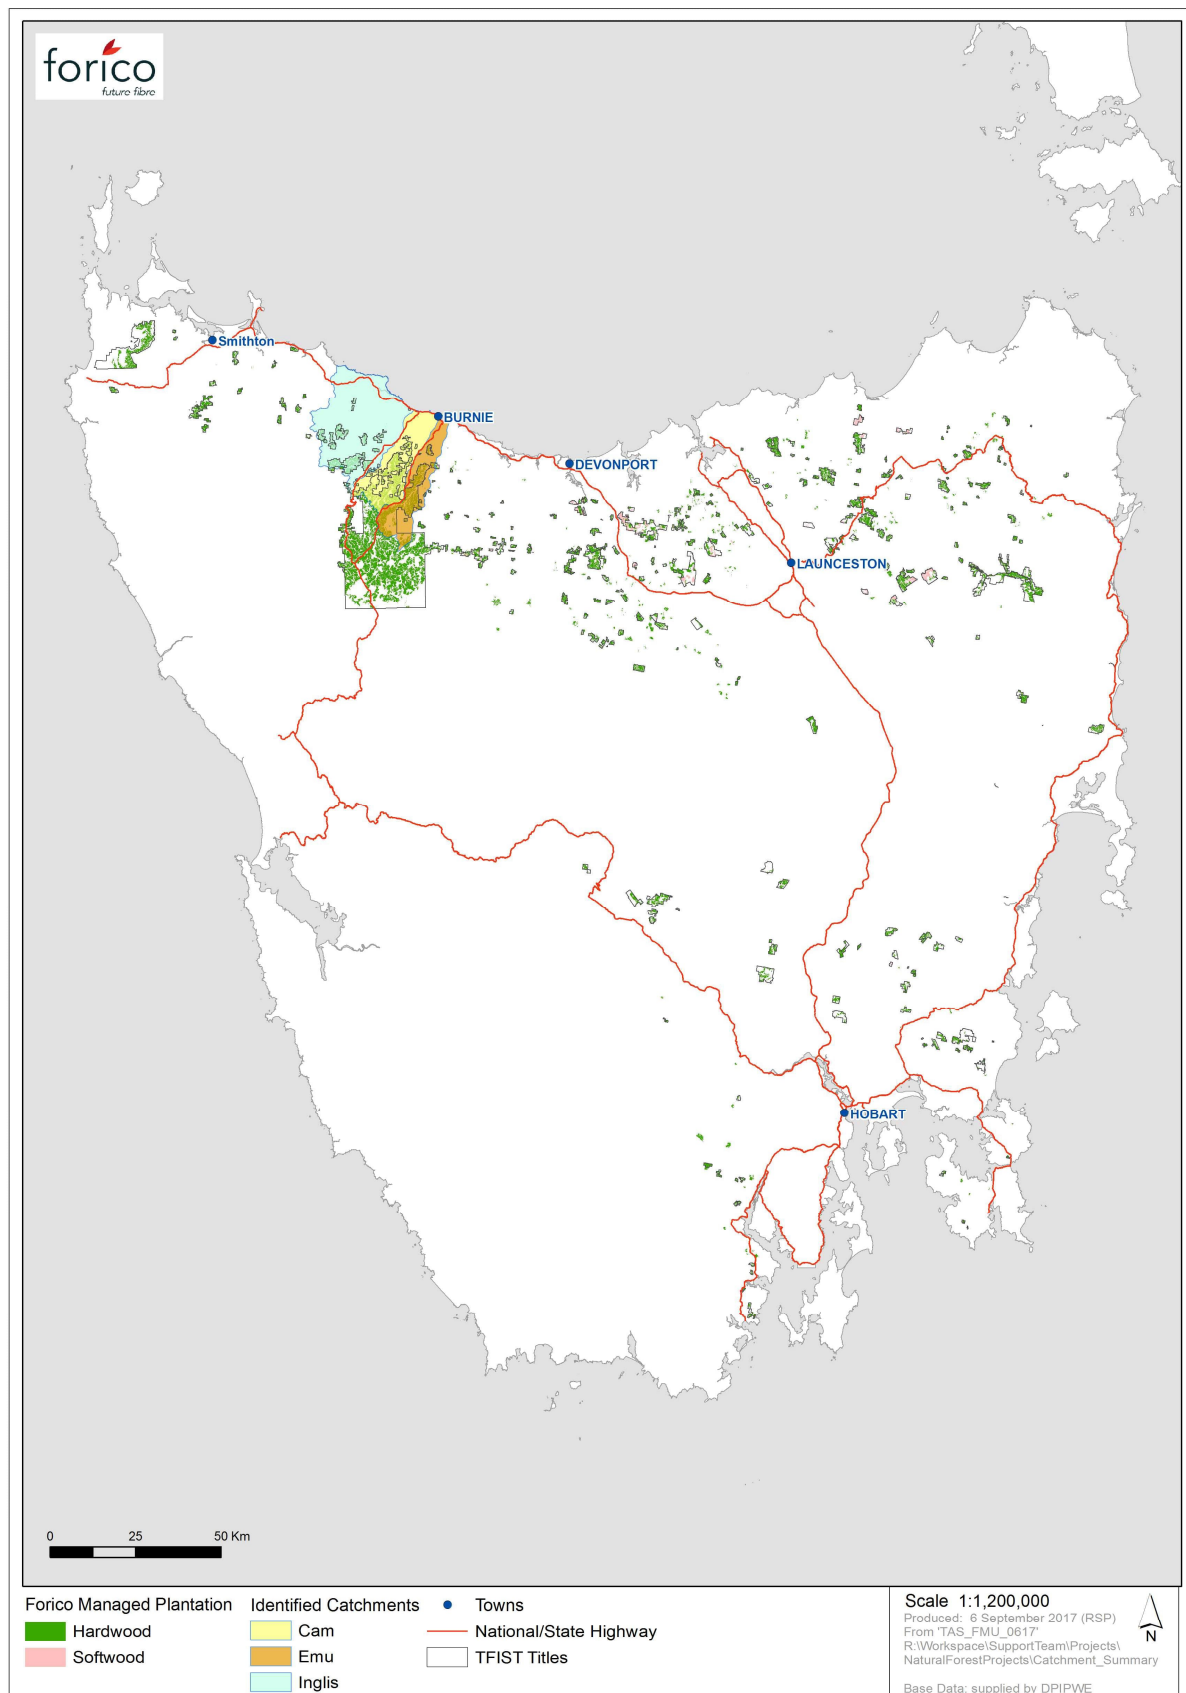 forico
future fibre
Smithton
BURNIE
DEVONPORT
LAUNCESTON
HOBART
0 25 50 Km
Forico Managed Plantation
Hardwood
Softwood
Identified Catchments
Cam
Emu
Inglis
Towns
National/State Highway
TFIST Titles
Scale 1:1,200,000
Produced: 6 September 2017 (RSP)
From 'TAS_FMU_0617'
R:\Workspace\SupportTeam\Projects\
NaturalForestProjects\Catchment_Summary
Base Data: supplied by DPIPWE
N